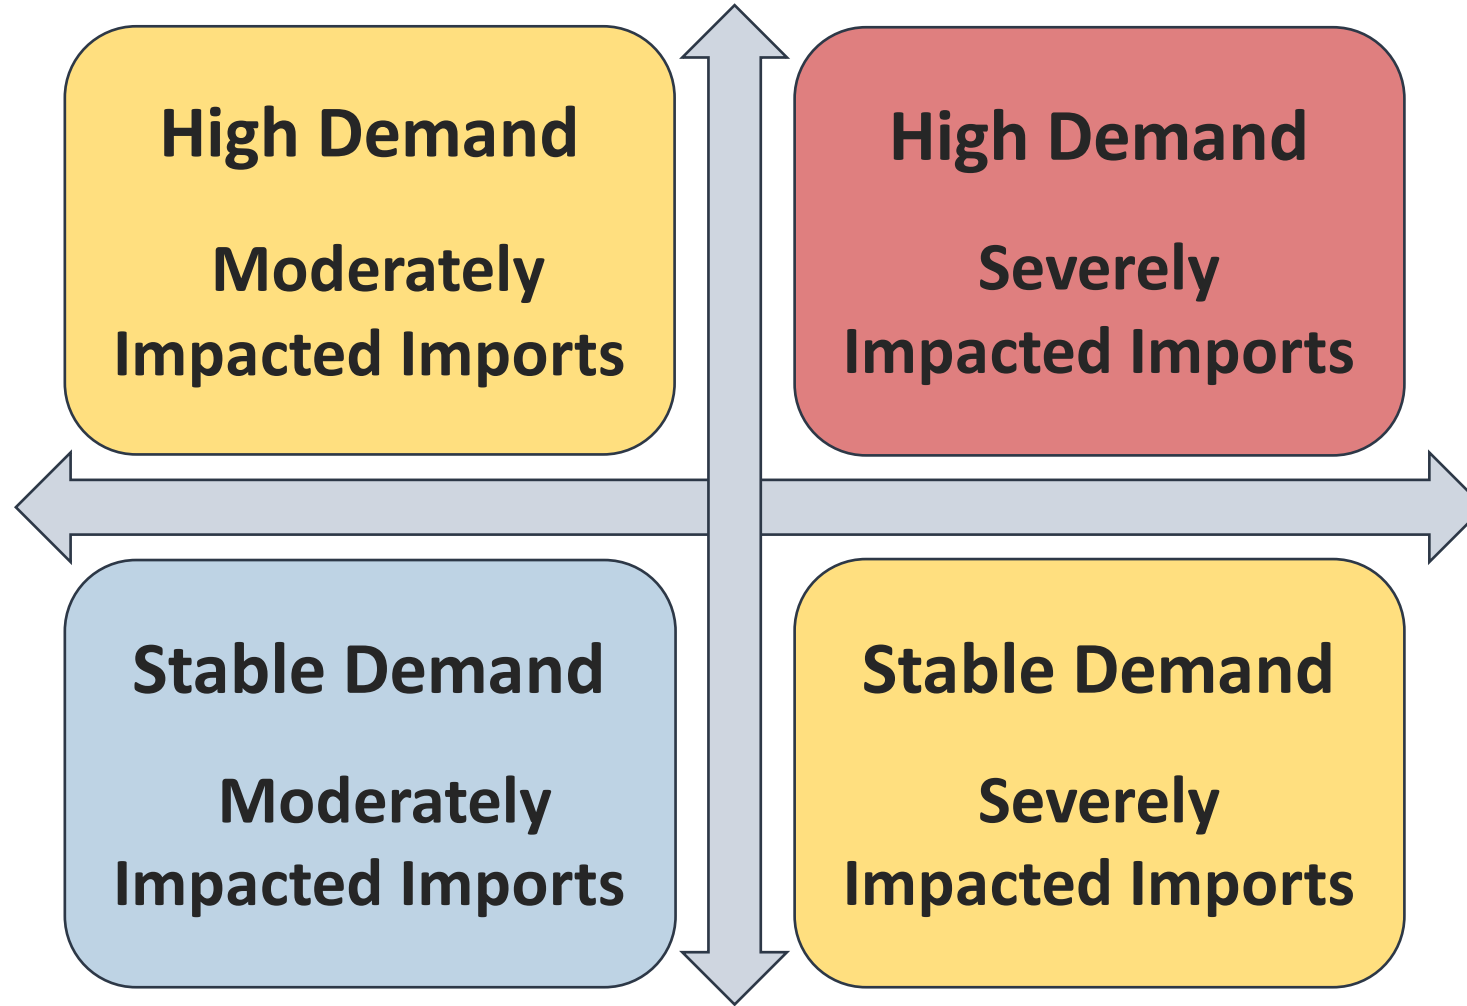 High Demand
Moderately
Impacted Imports
High Demand
Severely
Impacted Imports
Stable Demand
Moderately
Impacted Imports
Stable Demand
Severely
Impacted Imports